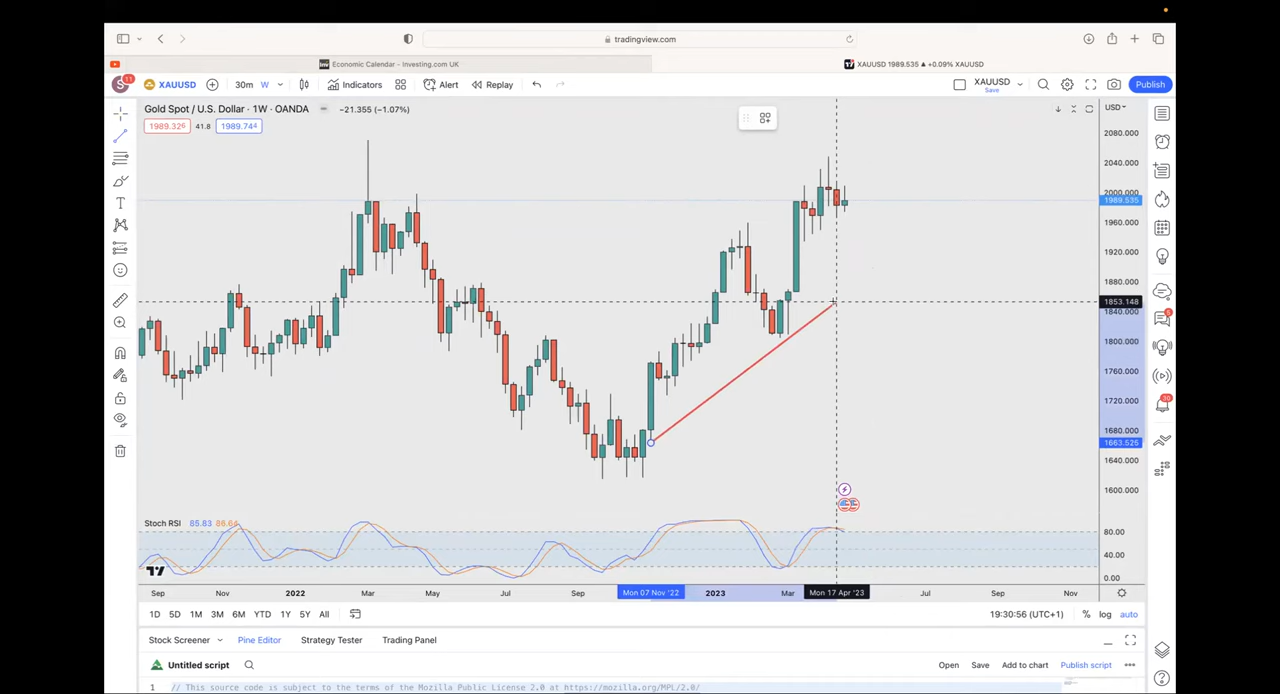 tradingview.com
Economic Calendar - Investing.com UK
XAUUSD 1989.535 ▲ +0.09% XAUUSD
S 11 XAUUSD 30m W Indicators Alert Replay XAUUSD Save Publish
Gold Spot / U.S. Dollar · 1W · OANDA −21.355 (−1.07%) USD
1989.326 41.8 1989.744
2080.000
2040.000
2000.000
1989.535
1960.000
1920.000
1880.000
1853.148
1840.000
1800.000
1760.000
1720.000
1680.000
1663.525
1640.000
1600.000
Stoch RSI 85.83 86.64
80.00
40.00
0.00
Sep Nov 2022 Mar May Jul Sep Mon 07 Nov '22 2023 Mar Mon 17 Apr '23 Jul Sep Nov
1D 5D 1M 3M 6M YTD 1Y 5Y All 19:30:56 (UTC+1) % log auto
Stock Screener Pine Editor Strategy Tester Trading Panel
Untitled script Open Save Add to chart Publish script
1 // This source code is subject to the terms of the Mozilla Public License 2.0 at https://mozilla.org/MPL/2.0/